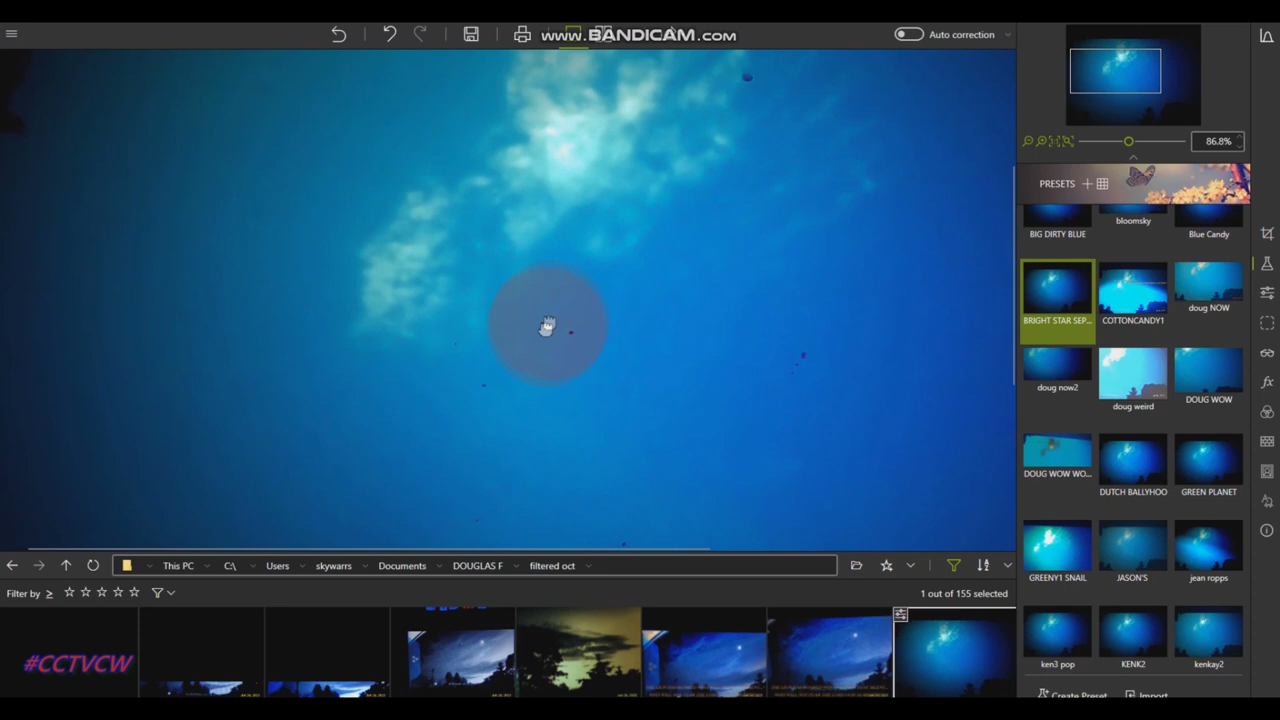 www.BANDICAM.com
Auto correction
86.8%
PRESETS
BIG DIRTY BLUE
bloomsky
Blue Candy
BRIGHT STAR SEP...
COTTONCANDY1
doug NOW
doug now2
doug weird
DOUG WOW
DOUG WOW WO...
DUTCH BALLYHOO
GREEN PLANET
GREENY1 SNAIL
JASON'S
jean ropps
ken3 pop
KENK2
kenkay2
Create Preset
Import
This PC
C:\
Users
skywarrs
Documents
DOUGLAS F
filtered oct
Filter by ≥
1 out of 155 selected
#CCTVCW